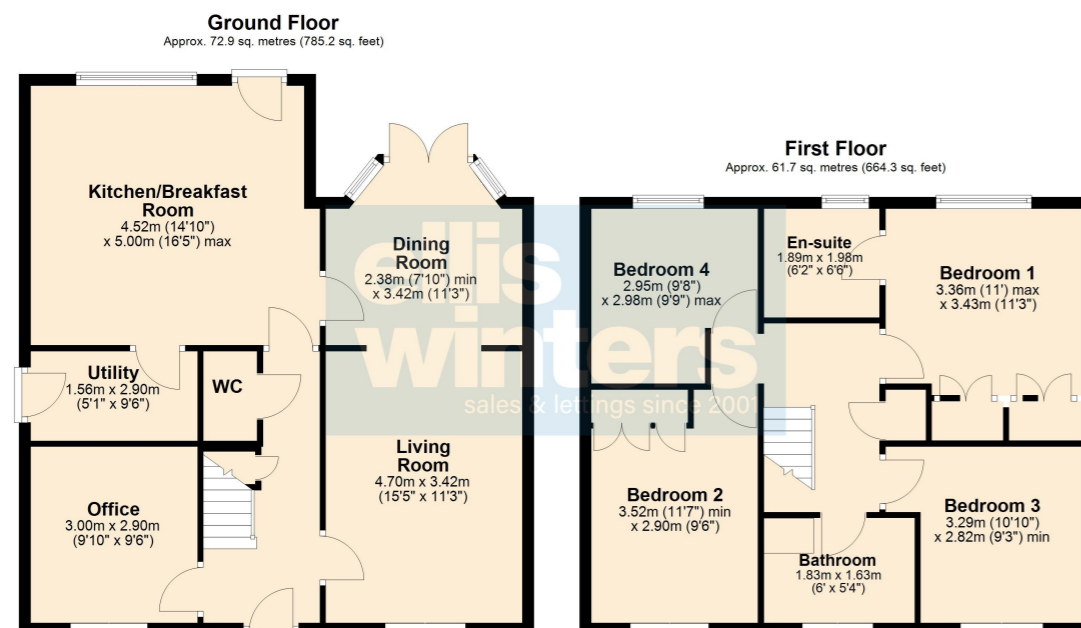 Ground Floor
Approx. 72.9 sq. metres (785.2 sq. feet)
Kitchen/Breakfast
Room
4.52m (14'10")
x 5.00m (16'5") max
Dining
Room
2.38m (7'10") min
x 3.42m (11'3")
Utility
1.56m x 2.90m
(5'1" x 9'6")
WC
Living
Room
4.70m x 3.42m
(15'5" x 11'3")
Office
3.00m x 2.90m
(9'10" x 9'6")
First Floor
Approx. 61.7 sq. metres (664.3 sq. feet)
Bedroom 4
2.95m (9'8")
x 2.98m (9'9") max
En-suite
1.89m x 1.98m
(6'2" x 6'6")
Bedroom 1
3.36m (11') max
x 3.43m (11'3")
Bedroom 2
3.52m (11'7") min
x 2.90m (9'6")
Bedroom 3
3.29m (10'10")
x 2.82m (9'3") min
Bathroom
1.83m x 1.63m
(6' x 5'4")
ellis
winters
sales & lettings since 2001